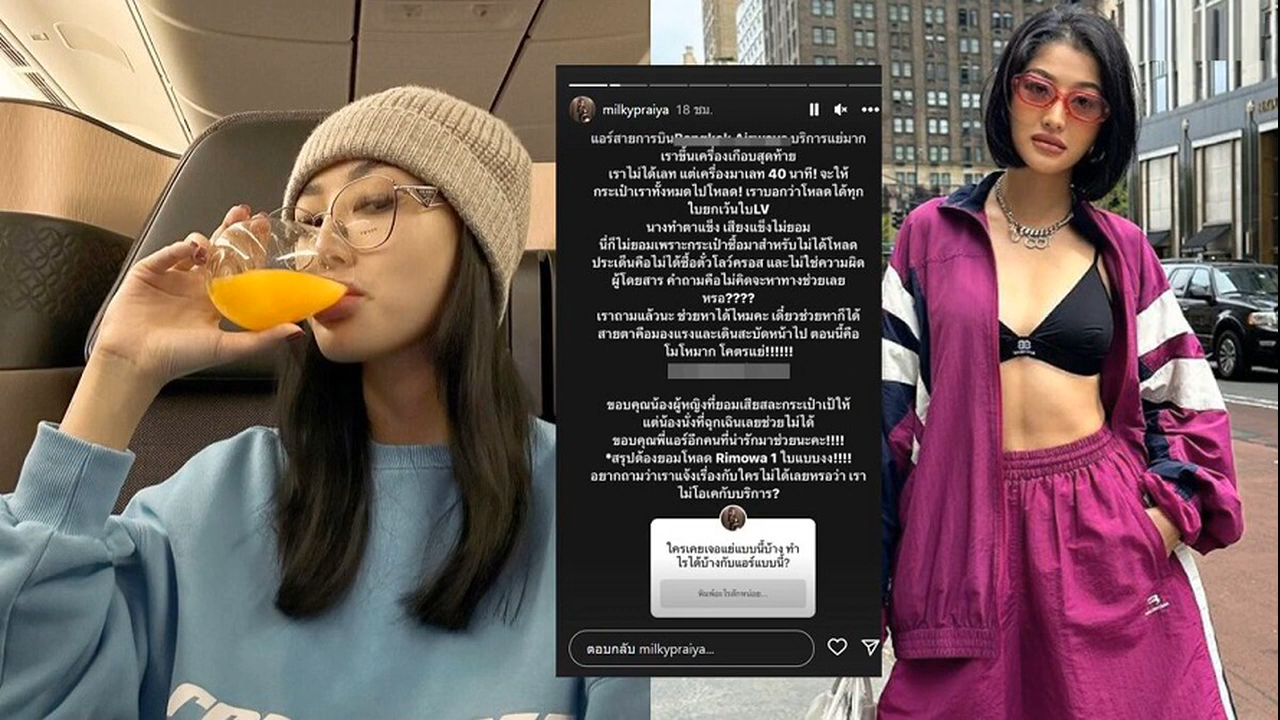 milkypraiya 18 ชม.
แอร์สายการบิน บริการแย่มาก
เราขึ้นเครื่องเกือบสุดท้าย
เราไม่ได้เลท แต่เครื่องมาเลท 40 นาที! จะให้
กระเป๋าเราทั้งหมดไปโหลด! เราบอกว่าโหลดได้ทุก
ใบยกเว้นใบLV
นางทำตาแข็ง เสียงแข็งไม่ยอม
นี่ก็ไม่ยอมเพราะกระเป๋าซื้อมาสำหรับไม่ได้โหลด
ประเด็นคือไม่ได้ซื้อตั๋วโลว์ครอส และไม่ใช่ความผิด
ผู้โดยสาร คำถามคือไม่คิดจะหาทางช่วยเลย
หรอ????
เราถามแล้วนะ ช่วยหาได้ไหมคะ เดี๋ยวช่วยหาก็ได้
สายตาคือมองแรงและเดินสะบัดหน้าไป ตอนนี้คือ
โมโหมาก โคตรแย่!!!!!!
ขอบคุณน้องผู้หญิงที่ยอมเสียสละกระเป๋าเป้ให้
แต่น้องนั่งที่ฉุกเฉินเลยช่วยไม่ได้
ขอบคุณพี่แอร์อีกคนที่น่ารักมาช่วยนะคะ!!!!
*สรุปต้องยอมโหลด Rimowa 1 ใบแบบงง!!!!
อยากถามว่าเราแจ้งเรื่องกับใครไม่ได้เลยหรอว่า เรา
ไม่โอเคกับบริการ?
ใครเคยเจอแย่แบบนี้บ้าง ทำ
ไรได้บ้างกับแอร์แบบนี้?
พิมพ์อะไรสักหน่อย...
ตอบกลับ milkypraiya...